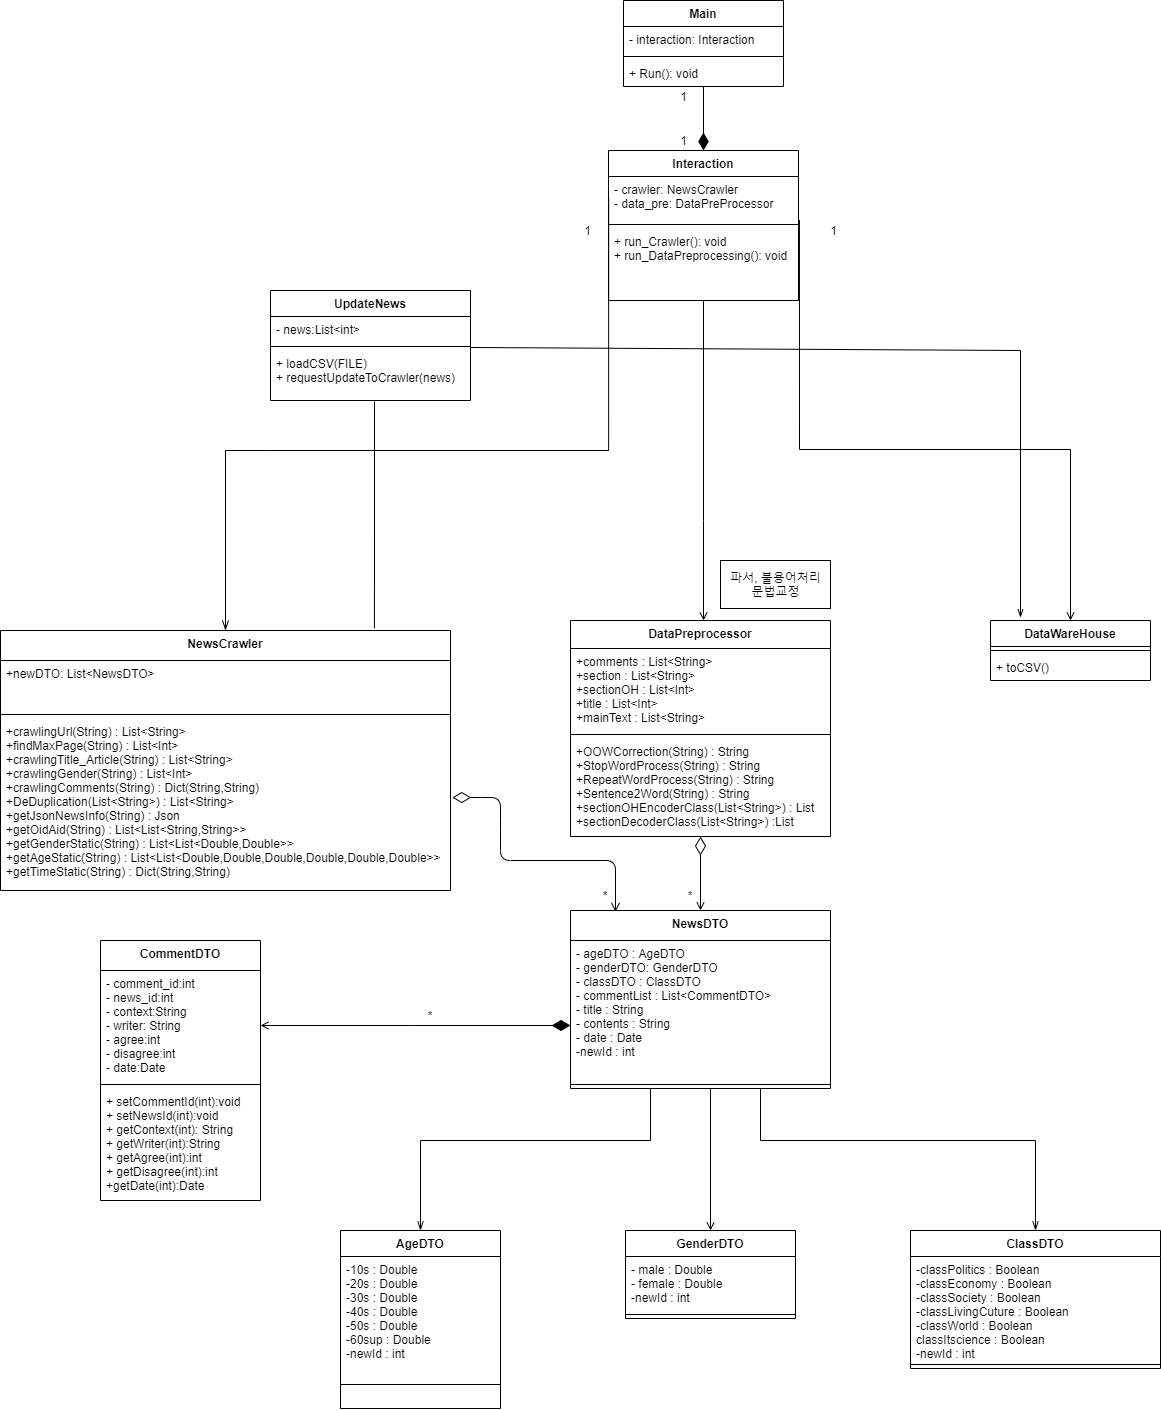 Main
- interaction: Interaction
+ Run(): void
1
1
Interaction
- crawler: NewsCrawler
- data_pre: DataPreProcessor
1
1
+ run_Crawler(): void
+ run_DataPreprocessing(): void
UpdateNews
- news:List<int>
+ loadCSV(FILE)
+ requestUpdateToCrawler(news)
파서, 불용어처리
문법교정
NewsCrawler
+newDTO: List<NewsDTO>
+crawlingUrl(String) : List<String>
+findMaxPage(String) : List<Int>
+crawlingTitle_Article(String) : List<String>
+crawlingGender(String) : List<Int>
+crawlingComments(String) : Dict(String,String)
+DeDuplication(List<String>) : List<String>
+getJsonNewsInfo(String) : Json
+getOidAid(String) : List<List<String,String>>
+getGenderStatic(String) : List<List<Double,Double>>
+getAgeStatic(String) : List<List<Double,Double,Double,Double,Double,Double>>
+getTimeStatic(String) : Dict(String,String)
DataPreprocessor
+comments : List<String>
+section : List<String>
+sectionOH : List<Int>
+title : List<Int>
+mainText : List<String>
+OOWCorrection(String) : String
+StopWordProcess(String) : String
+RepeatWordProcess(String) : String
+Sentence2Word(String) : String
+sectionOHEncoderClass(List<String>) : List
+sectionDecoderClass(List<String>) :List
DataWareHouse
+ toCSV()
*
*
NewsDTO
- ageDTO : AgeDTO
- genderDTO: GenderDTO
- classDTO : ClassDTO
- commentList : List<CommentDTO>
- title : String
- contents : String
- date : Date
-newId : int
*
CommentDTO
- comment_id:int
- news_id:int
- context:String
- writer: String
- agree:int
- disagree:int
- date:Date
+ setCommentId(int):void
+ setNewsId(int):void
+ getContext(int): String
+ getWriter(int):String
+ getAgree(int):int
+ getDisagree(int):int
+getDate(int):Date
AgeDTO
-10s : Double
-20s : Double
-30s : Double
-40s : Double
-50s : Double
-60sup : Double
-newId : int
GenderDTO
- male : Double
- female : Double
-newId : int
ClassDTO
-classPolitics : Boolean
-classEconomy : Boolean
-classSociety : Boolean
-classLivingCuture : Boolean
-classWorld : Boolean
classItscience : Boolean
-newId : int